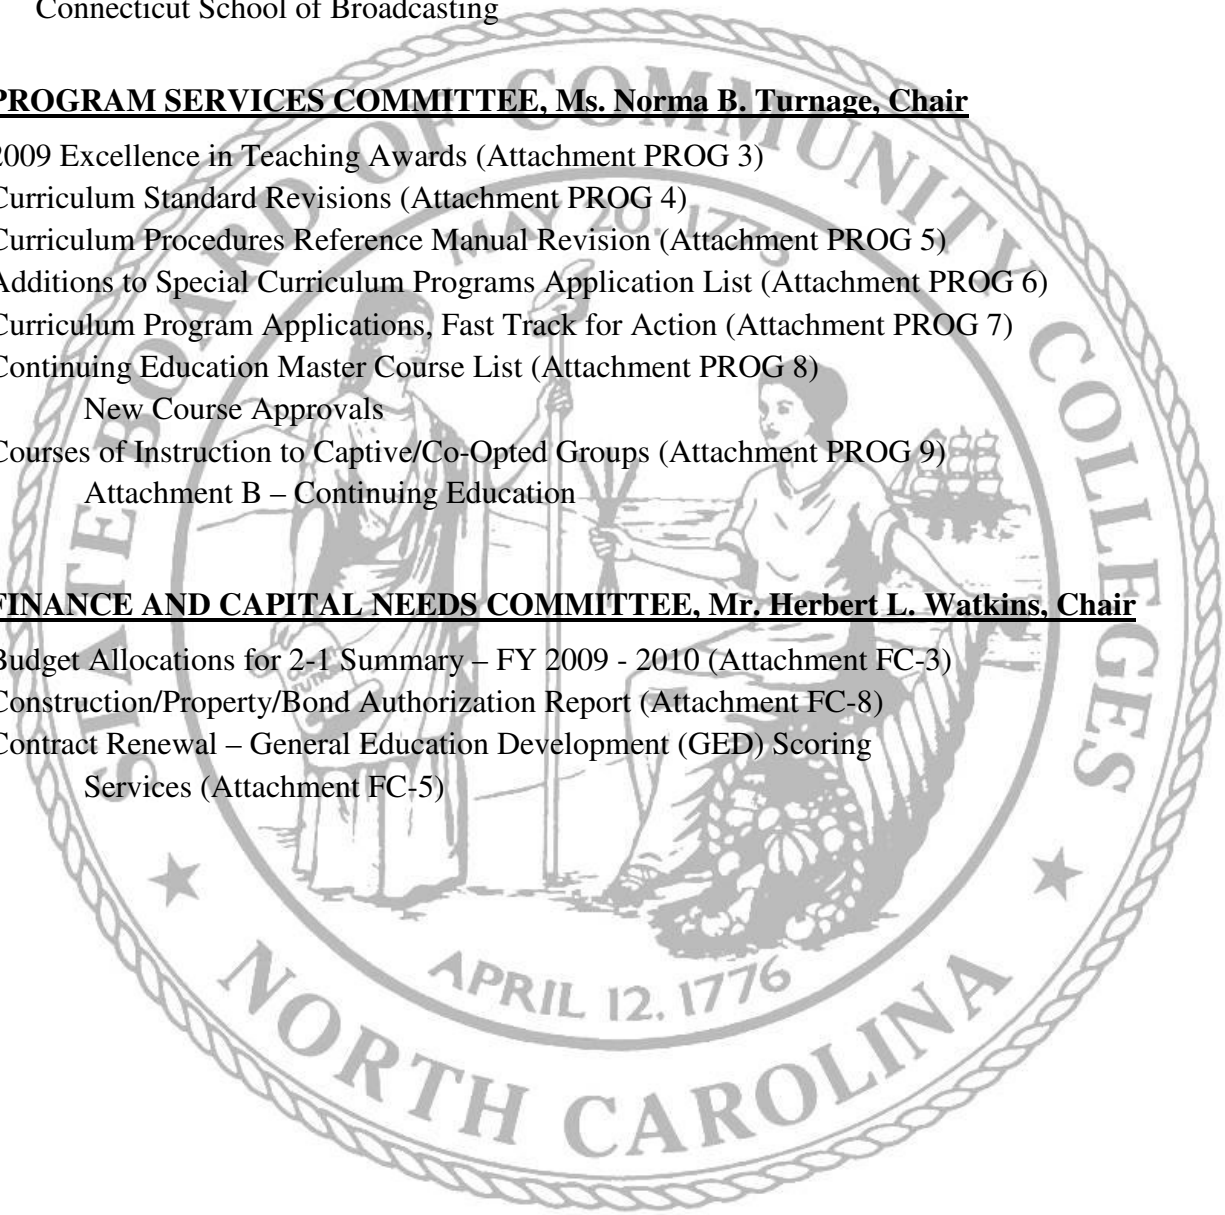 Connecticut School of Broadcasting
PROGRAM SERVICES COMMITTEE, Ms. Norma B. Turnage, Chair
2009 Excellence in Teaching Awards (Attachment PROG 3)
Curriculum Standard Revisions (Attachment PROG 4)
Curriculum Procedures Reference Manual Revision (Attachment PROG 5)
Additions to Special Curriculum Programs Application List (Attachment PROG 6)
Curriculum Program Applications, Fast Track for Action (Attachment PROG 7)
Continuing Education Master Course List (Attachment PROG 8)
New Course Approvals
Courses of Instruction to Captive/Co-Opted Groups (Attachment PROG 9)
Attachment B – Continuing Education
FINANCE AND CAPITAL NEEDS COMMITTEE, Mr. Herbert L. Watkins, Chair
Budget Allocations for 2-1 Summary – FY 2009 - 2010 (Attachment FC-3)
Construction/Property/Bond Authorization Report (Attachment FC-8)
Contract Renewal – General Education Development (GED) Scoring
Services (Attachment FC-5)
STATE BOARD OF COMMUNITY COLLEGES
MAY 20, 1775
APRIL 12, 1776
NORTH CAROLINA